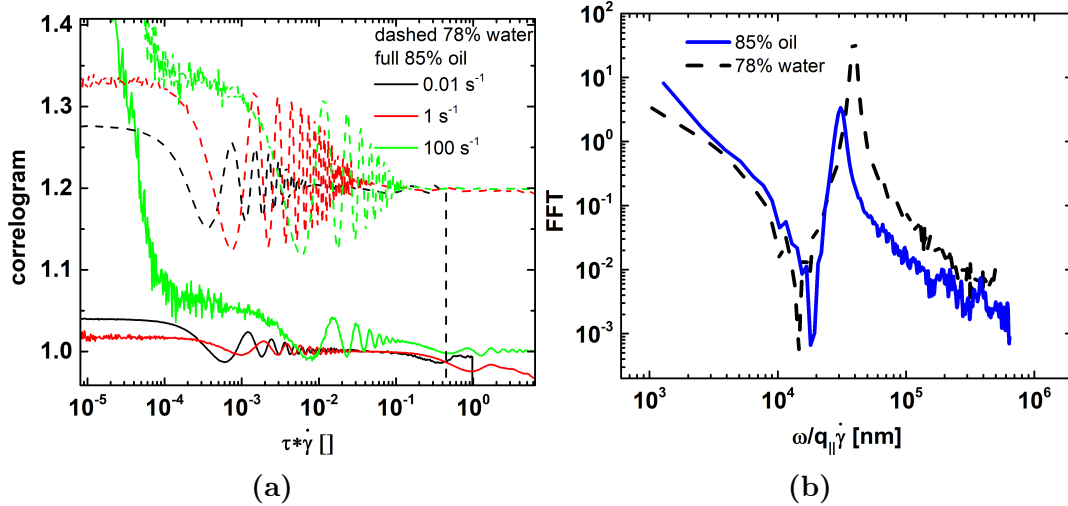 1.4
1.3
1.2
1.1
1.0
correlogram
dashed 78% water
full 85% oil
0.01 s⁻¹
1 s⁻¹
100 s⁻¹
10⁻⁵ 10⁻⁴ 10⁻³ 10⁻² 10⁻¹ 10⁰
τ*γ̇ []
(a)
10²
10¹
10⁰
10⁻¹
10⁻²
10⁻³
FFT
85% oil
78% water
10³ 10⁴ 10⁵ 10⁶
ω/q_||γ̇ [nm]
(b)